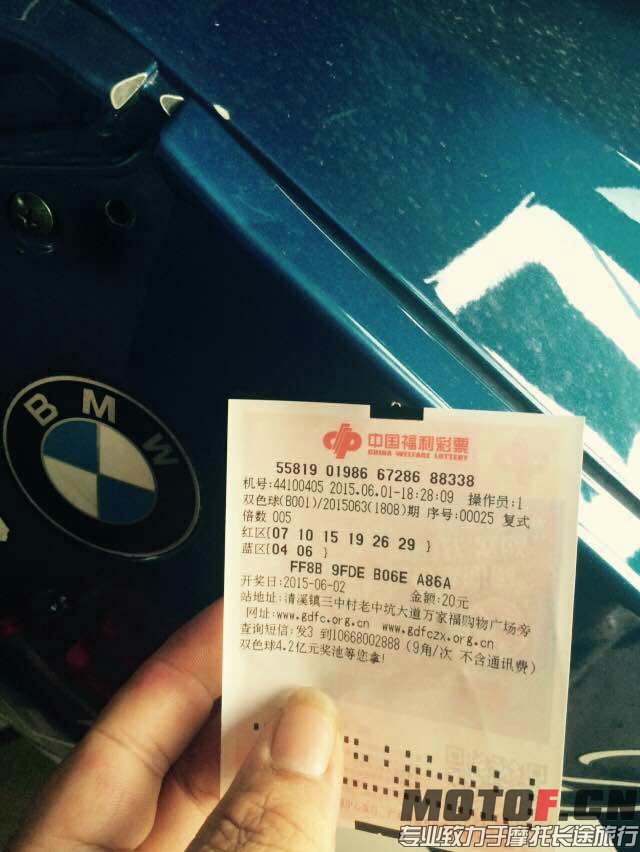 BMW
中国福利彩票
CHINA WELFARE LOTTERY
55819 01986 67286 88338
机号:44100405 2015.06.01-18:28:09 操作员:1
双色球(B001)/2015063(1808)期 序号:00025 复式
倍数 005
红区{07 10 15 19 26 29 }
蓝区{04 06 }
FF8B 9FDE B06E A86A
开奖日:2015-06-02 金额:20元
站地址:清溪镇三中村老中坑大道万家福购物广场旁
网址:www.gdfc.org.cn www.gdfczx.org.cn
查询短信:发3 到10668002888 (9角/次 不含通讯费)
双色球4.2亿元奖池等您拿!
MOTOF.CN
专业致力于摩托长途旅行